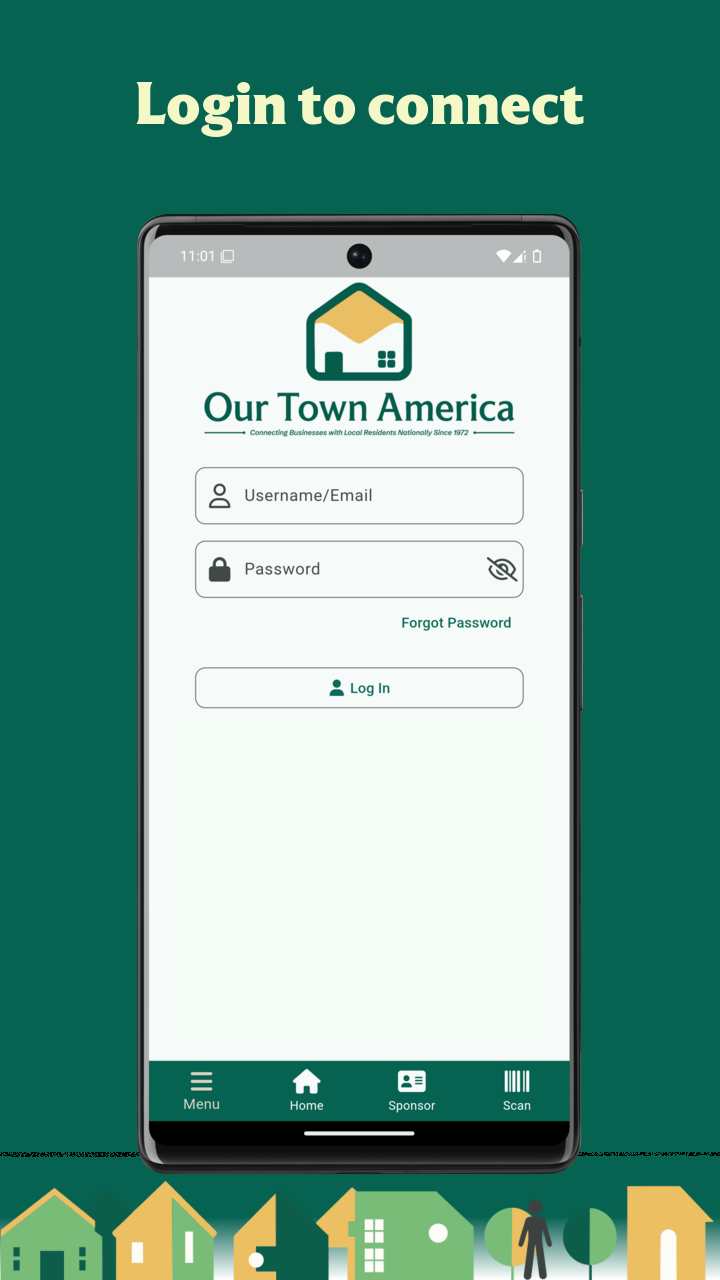 Login to connect
11:01
Our Town America
Connecting Businesses with Local Residents Nationally Since 1972
Username/Email
Password
Forgot Password
Log In
Menu Home Sponsor Scan